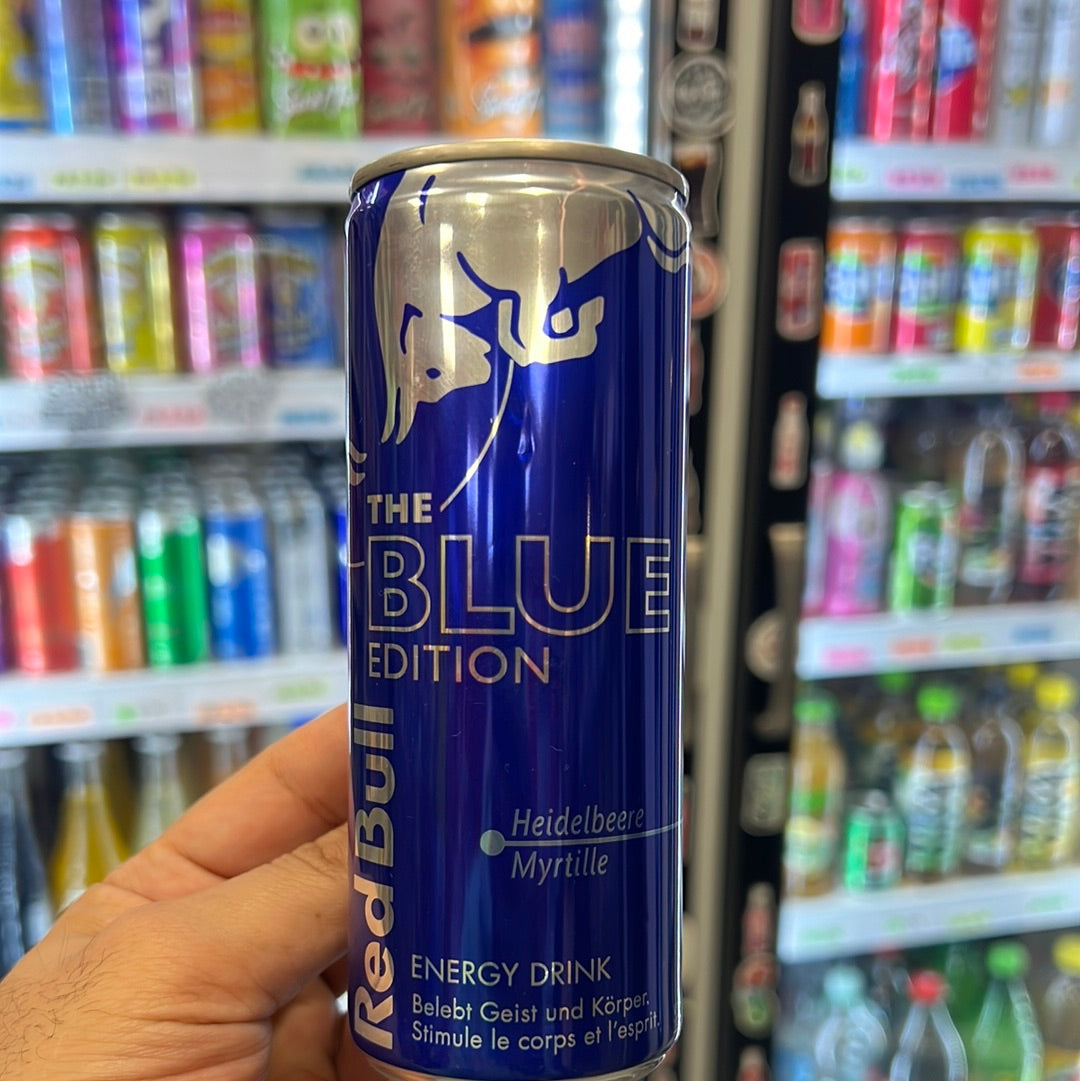 THE
BLUE
EDITION
Red Bull
Heidelbeere
Myrtille
ENERGY DRINK
Belebt Geist und Körper.
Stimule le corps et l'esprit.